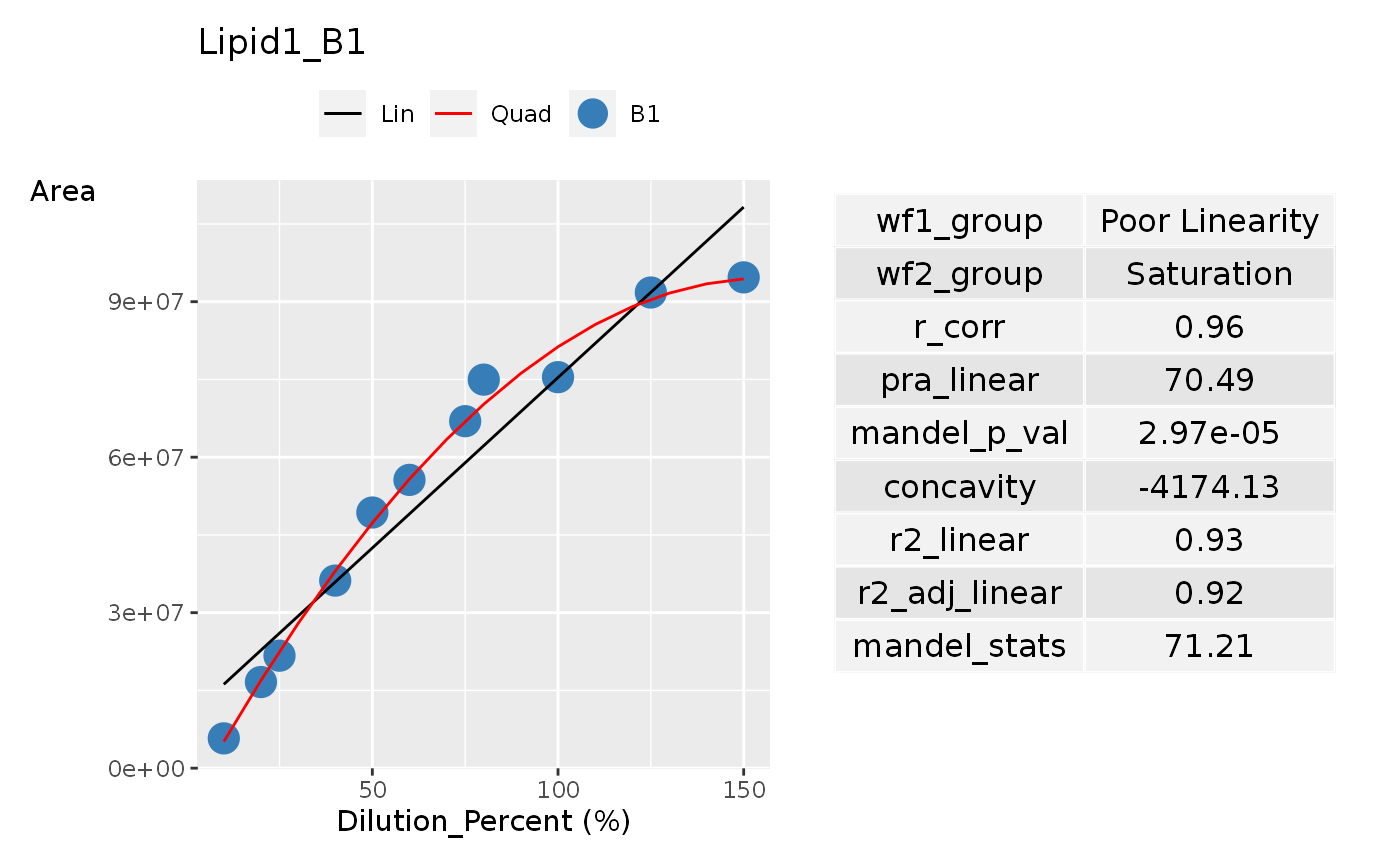 Lipid1_B1
Lin Quad B1
Area
9e+07
6e+07
3e+07
0e+00
50 100 150
Dilution_Percent (%)
wf1_group Poor Linearity
wf2_group Saturation
r_corr 0.96
pra_linear 70.49
mandel_p_val 2.97e-05
concavity -4174.13
r2_linear 0.93
r2_adj_linear 0.92
mandel_stats 71.21